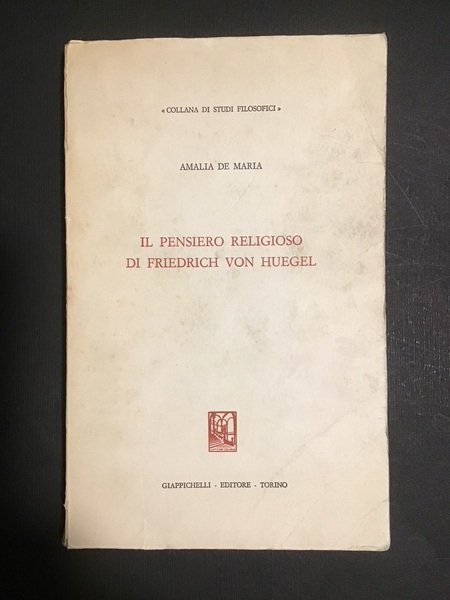 « COLLANA DI STUDI FILOSOFICI »
AMALIA DE MARIA
IL PENSIERO RELIGIOSO
DI FRIEDRICH VON HUEGEL
GIAPPICHELLI - EDITORE - TORINO